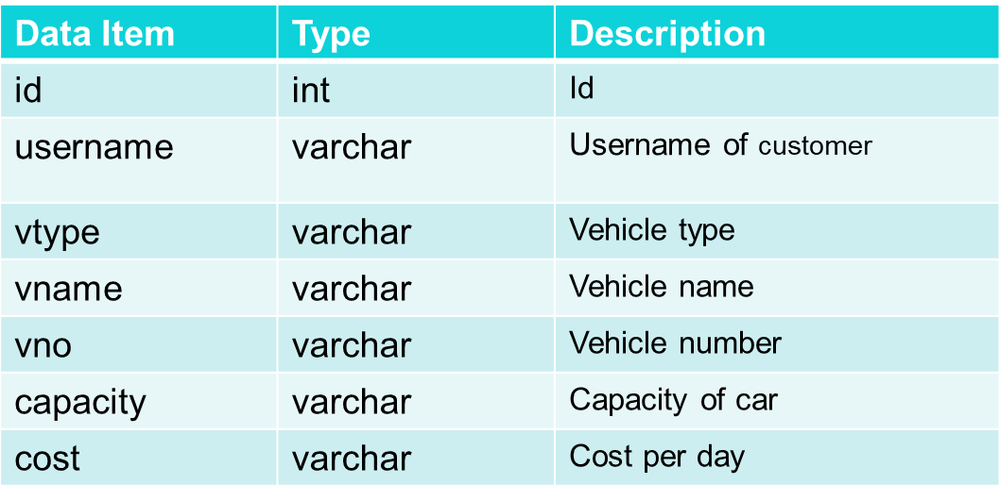 Data Item Type Description
id int Id
username varchar Username of customer
vtype varchar Vehicle type
vname varchar Vehicle name
vno varchar Vehicle number
capacity varchar Capacity of car
cost varchar Cost per day